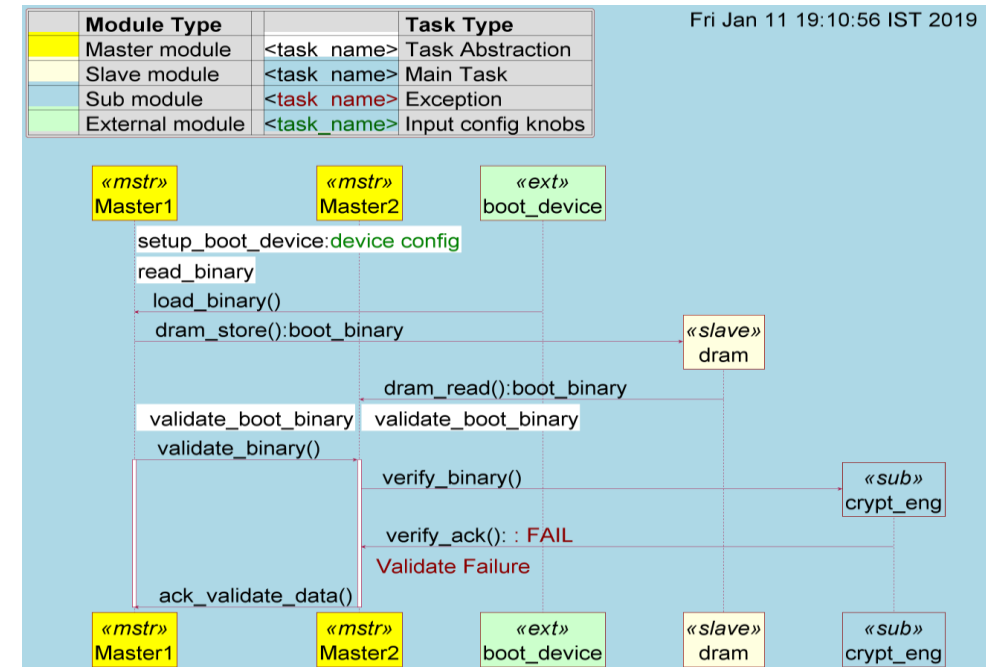 Fri Jan 11 19:10:56 IST 2019
Module Type Task Type
Master module <task_name> Task Abstraction
Slave module <task_name> Main Task
Sub module <task_name> Exception
External module <task_name> Input config knobs
«mstr» «mstr» «ext»
Master1 Master2 boot_device
setup_boot_device:device config
read_binary
load_binary()
dram_store():boot_binary
«slave»
dram
dram_read():boot_binary
validate_boot_binary validate_boot_binary
validate_binary()
verify_binary()
«sub»
crypt_eng
verify_ack(): : FAIL
Validate Failure
ack_validate_data()
«mstr» «mstr» «ext» «slave» «sub»
Master1 Master2 boot_device dram crypt_eng